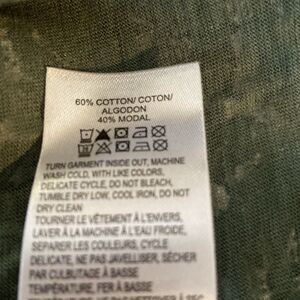 60% COTTON/ COTON/
ALGODON
40% MODAL
TURN GARMENT INSIDE OUT, MACHINE
WASH COLD, WITH LIKE COLORS,
DELICATE CYCLE, DO NOT BLEACH,
TUMBLE DRY LOW, COOL IRON, DO NOT
DRY CLEAN
TOURNER LE VÊTEMENT À L'ENVERS,
LAVER À LA MACHINE À L'EAU FROIDE,
SEPARER LES COULEURS, CYCLE
DELICATE, NE PAS JAVELLISER, SÉCHER
PAR CULBUTAGE À BASSE
TEMPÉRATURE, FER À BASSE